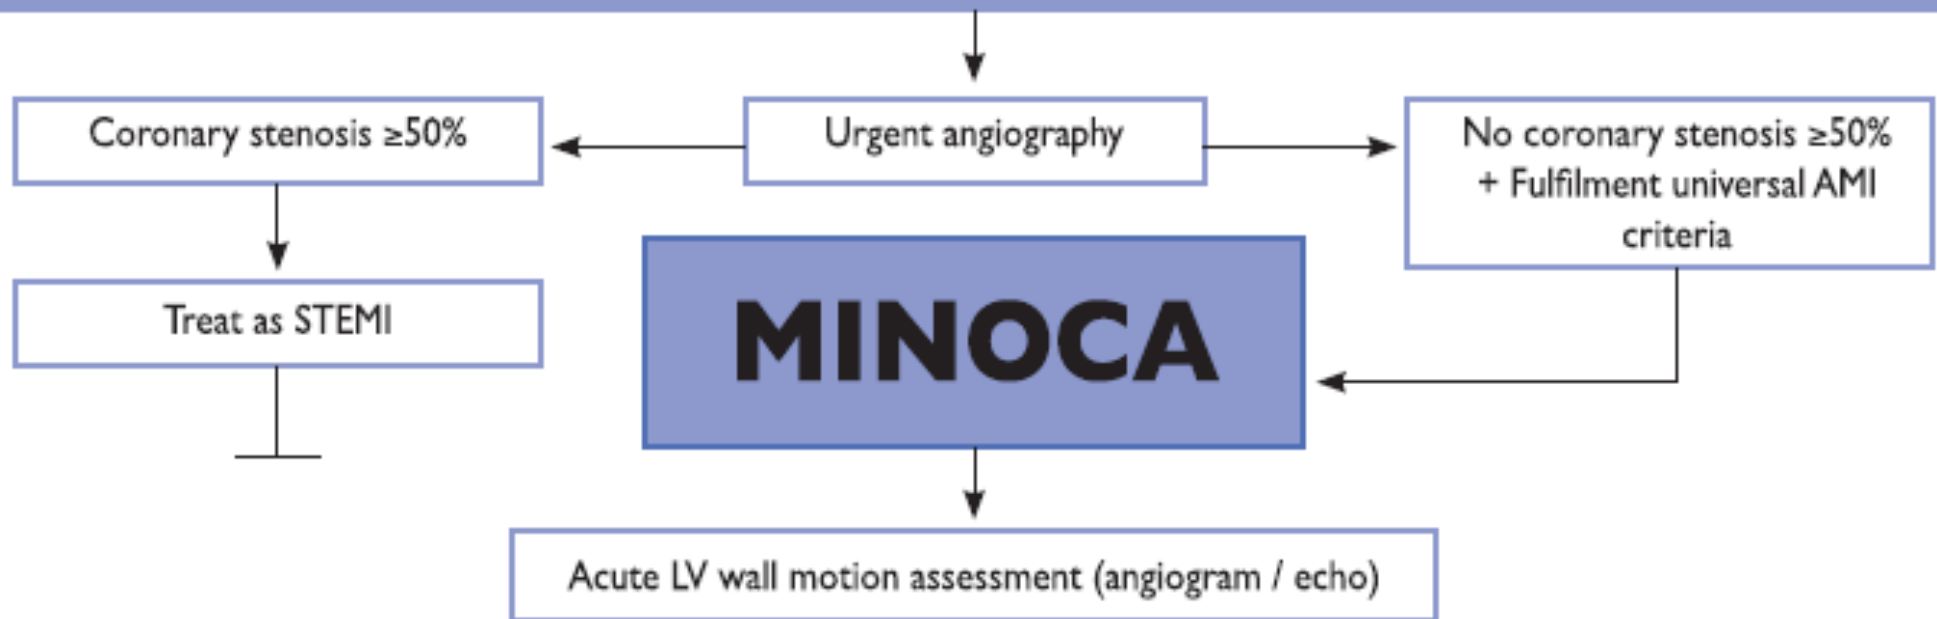 Coronary stenosis ≥50%
Urgent angiography
No coronary stenosis ≥50%
+ Fulfilment universal AMI
criteria
Treat as STEMI
MINOCA
Acute LV wall motion assessment (angiogram / echo)